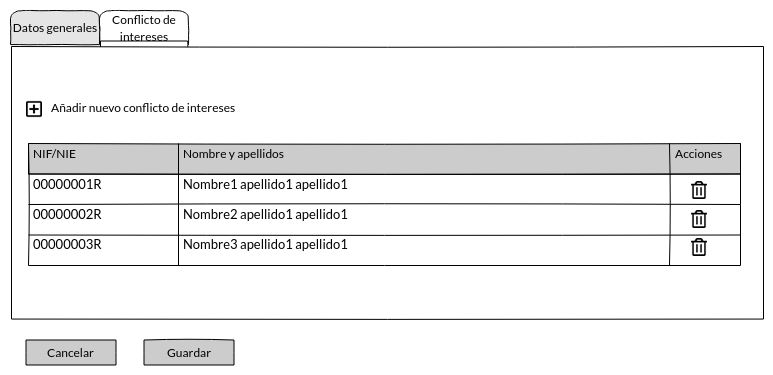 Datos generales
Conflicto de
intereses
Añadir nuevo conflicto de intereses
NIF/NIE Nombre y apellidos Acciones
00000001R Nombre1 apellido1 apellido1
00000002R Nombre2 apellido1 apellido1
00000003R Nombre3 apellido1 apellido1
Cancelar Guardar